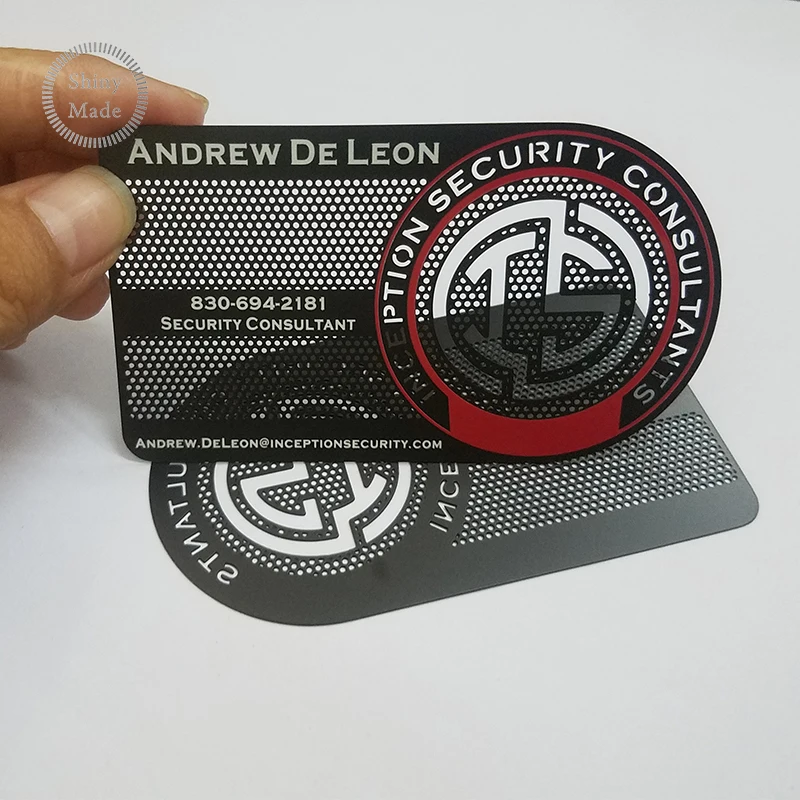 Shiny
Made
ANDREW DE LEON
INCEPTION SECURITY CONSULTANTS
830-694-2181
SECURITY CONSULTANT
ANDREW.DELEON@INCEPTIONSECURITY.COM